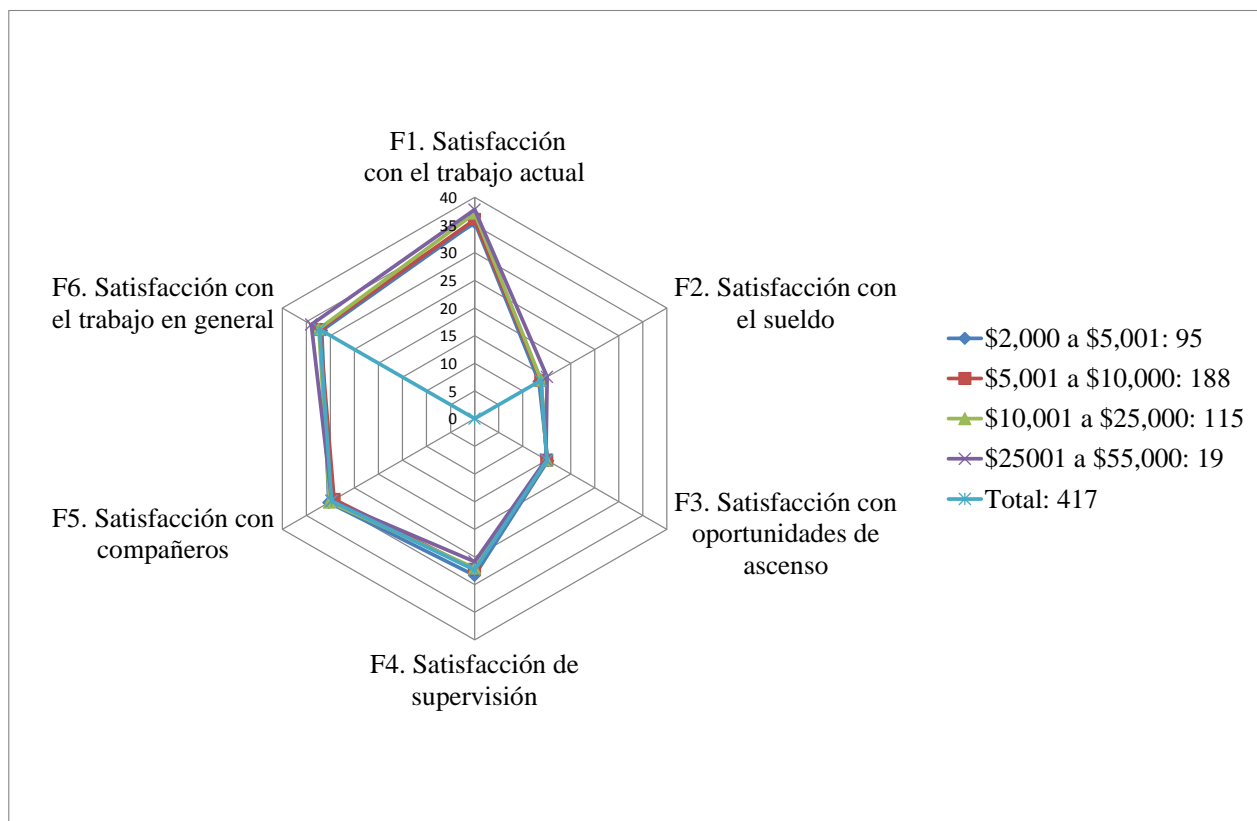 F1. Satisfacción
con el trabajo actual
40
35
30
25
20
15
10
5
0
F2. Satisfacción con
el sueldo
F3. Satisfacción con
oportunidades de
ascenso
F4. Satisfacción de
supervisión
F5. Satisfacción con
compañeros
F6. Satisfacción con
el trabajo en general
$2,000 a $5,001: 95
$5,001 a $10,000: 188
$10,001 a $25,000: 115
$25001 a $55,000: 19
Total: 417